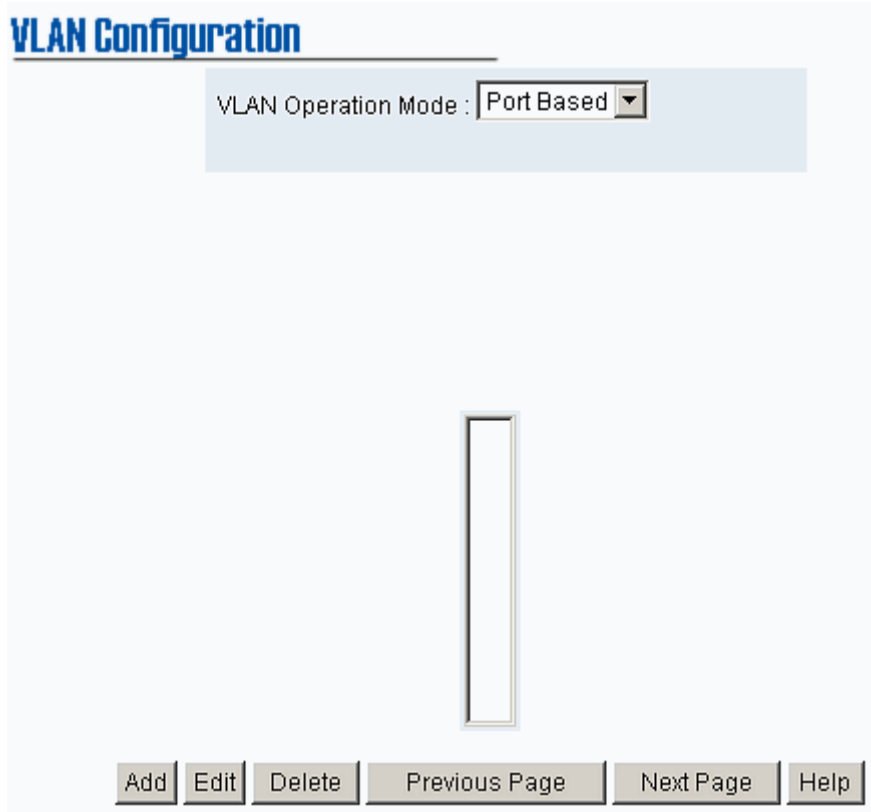 VLAN Configuration
VLAN Operation Mode : Port Based
Add Edit Delete Previous Page Next Page Help